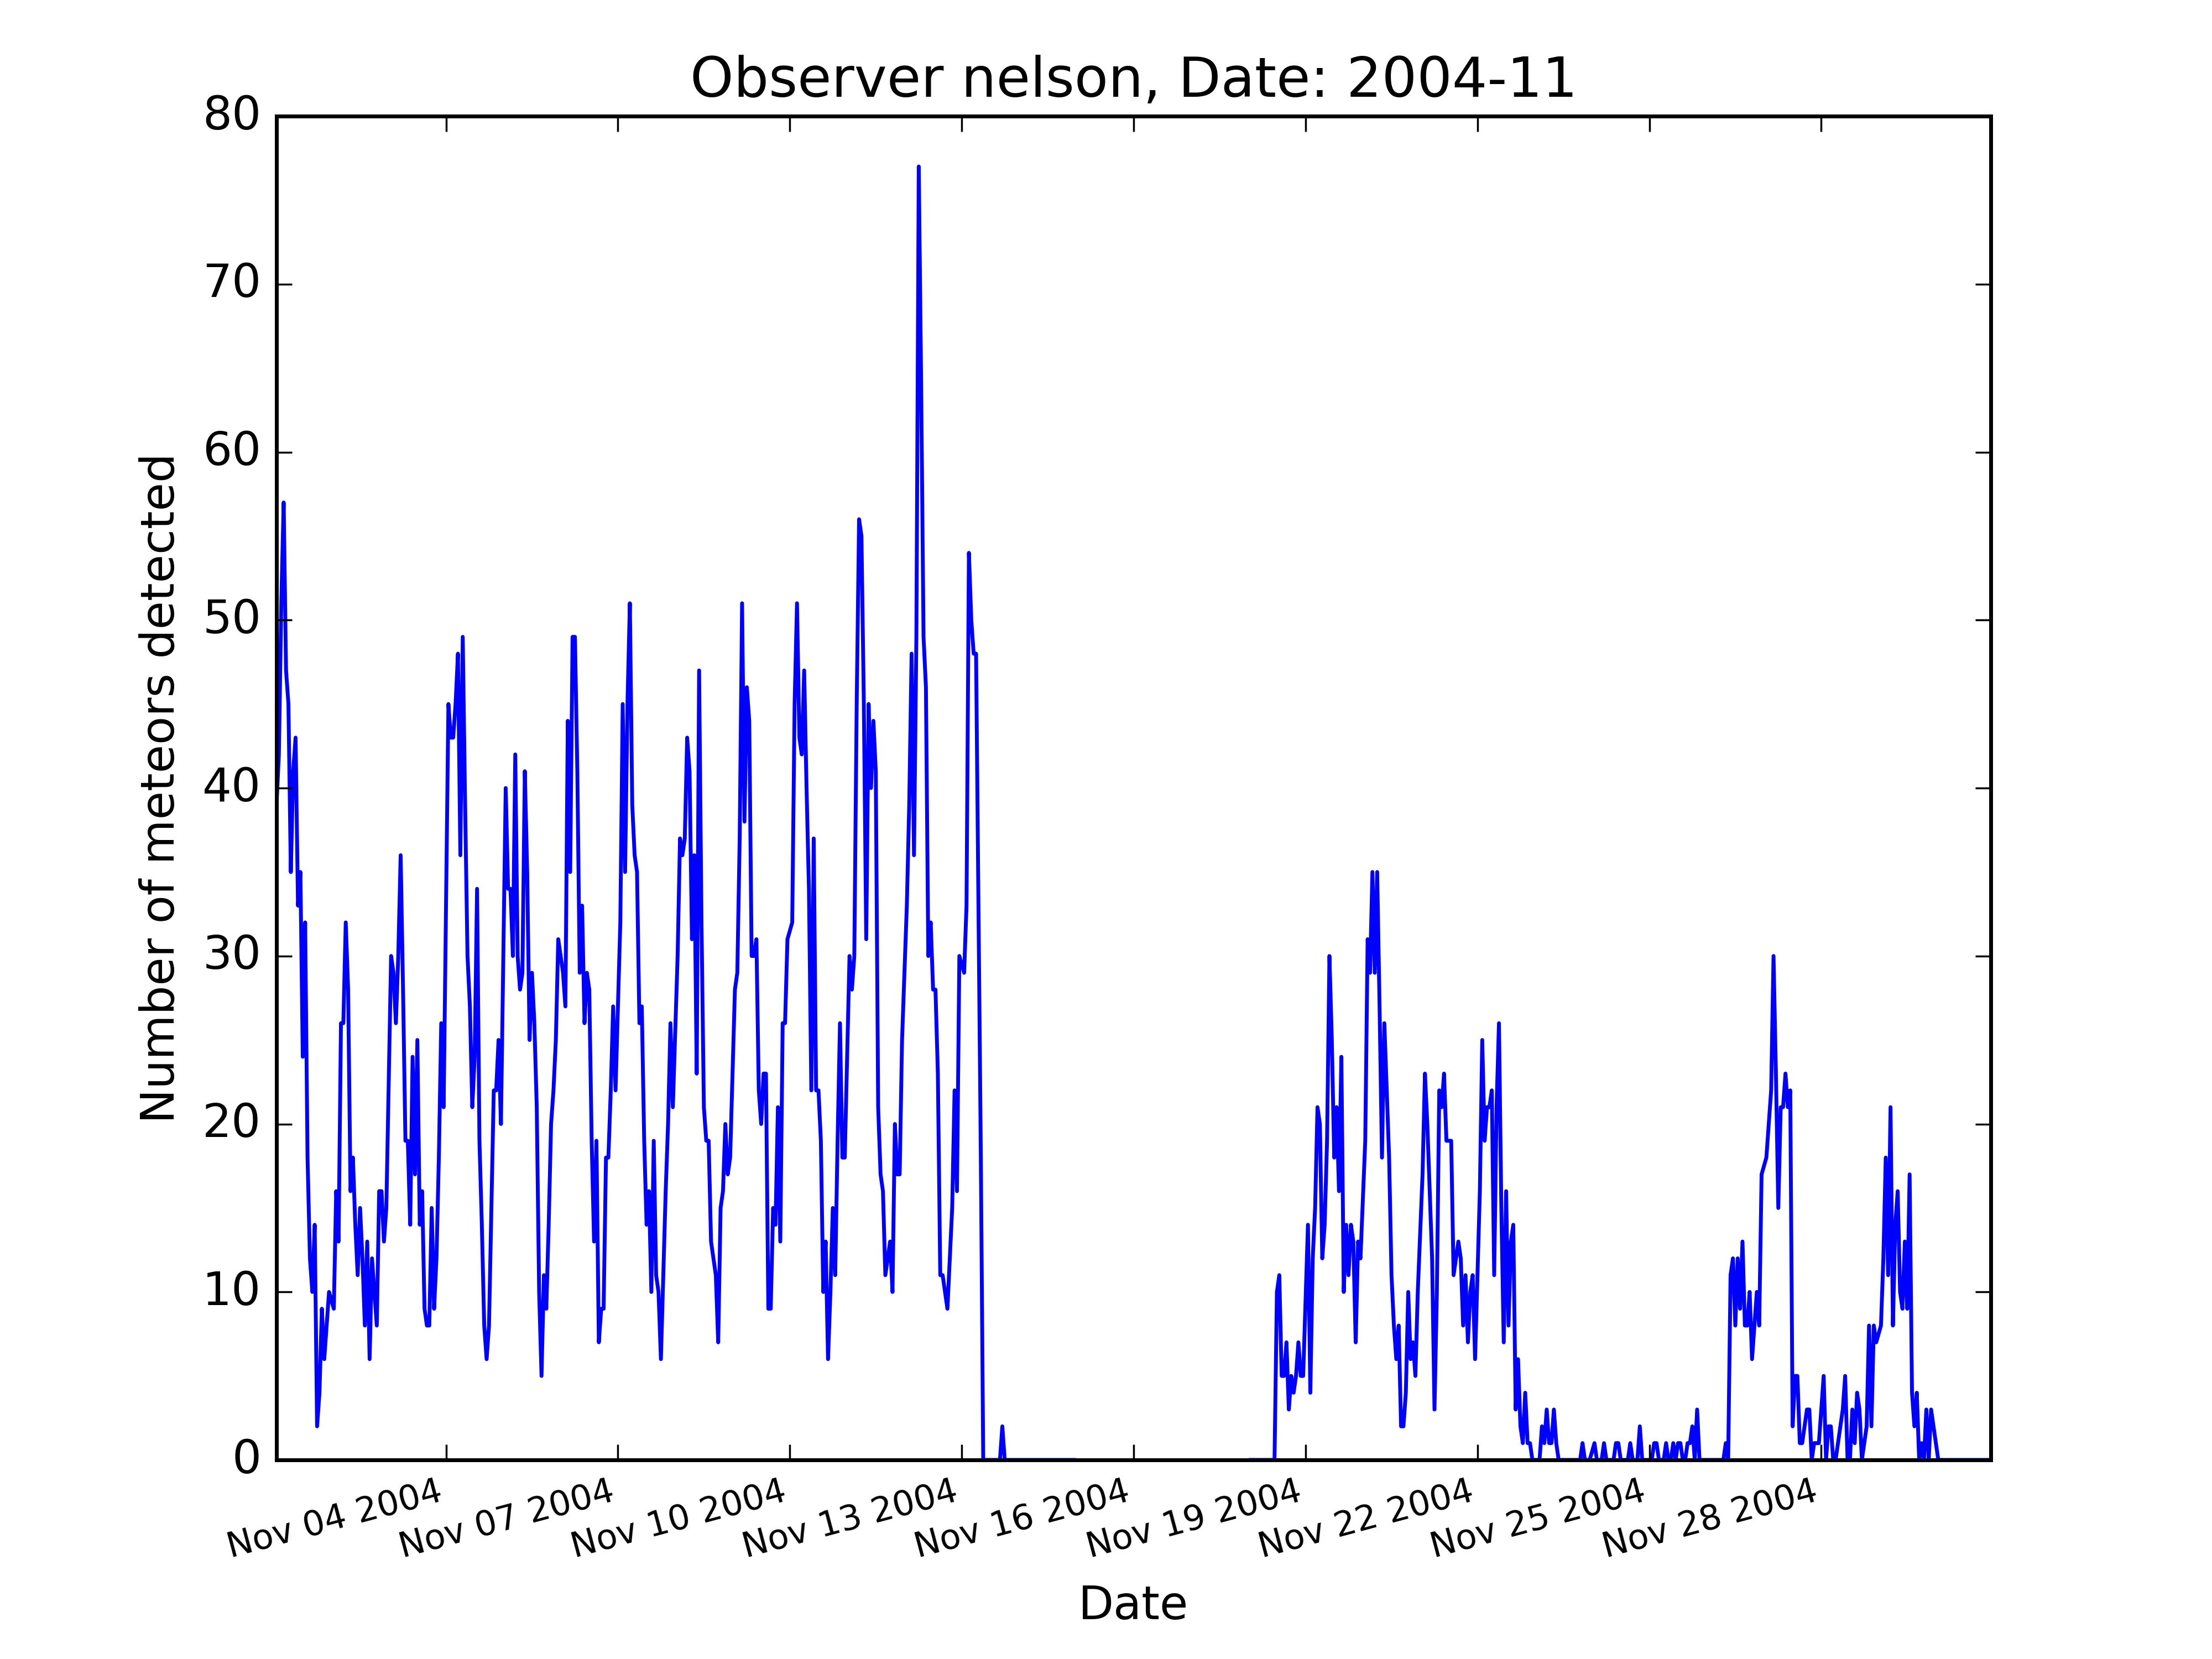 Observer nelson, Date: 2004-11
80
70
60
50
40
30
20
10
0
Number of meteors detected
Nov 04 2004
Nov 07 2004
Nov 10 2004
Nov 13 2004
Nov 16 2004
Nov 19 2004
Nov 22 2004
Nov 25 2004
Nov 28 2004
Date